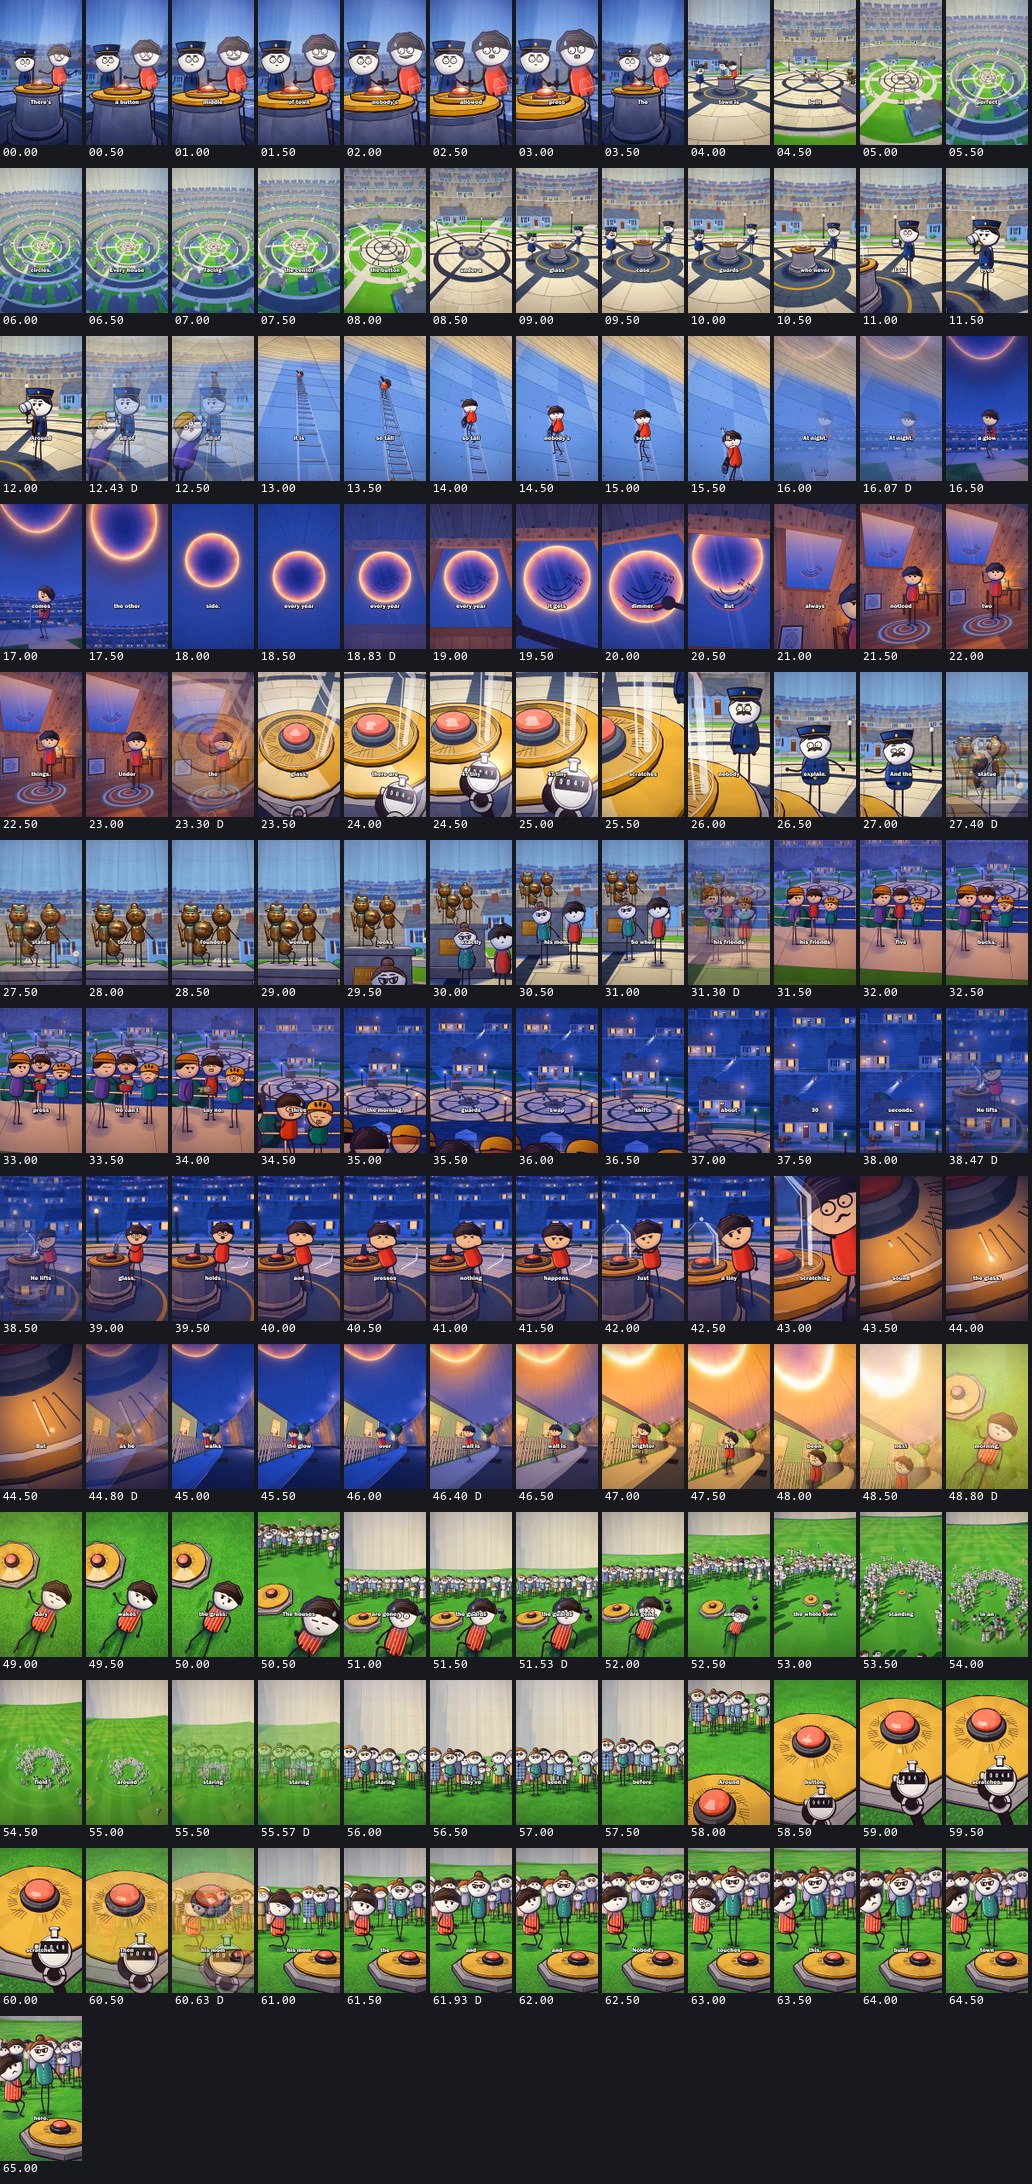 There's a button middle of town nobody's allowed press The town is built perfect
00.00 00.50 01.00 01.50 02.00 02.50 03.00 03.50 04.00 04.50 05.00 05.50
circles. Every house facing the center the button under a glass case guards who never take eyes
06.00 06.50 07.00 07.50 08.00 08.50 09.00 09.50 10.00 10.50 11.00 11.50
Around all of all of it is so tall so tall nobody's seen At night, At night, a glow
12.00 12.43 D 12.50 13.00 13.50 14.00 14.50 15.00 15.50 16.00 16.07 D 16.50
comes the other side. every year every year every year it gets dimmer. But always noticed two
17.00 17.50 18.00 18.50 18.83 D 19.00 19.50 20.00 20.50 21.00 21.50 22.00
things. Under the glass, there are 47 tiny 47 tiny scratches nobody explain. And the statue
22.50 23.00 23.30 D 23.50 24.00 24.50 25.00 25.50 26.00 26.50 27.00 27.40 D
statue town's founders woman looks exactly his mom. So when his friends his friends five bucks,
27.50 28.00 28.50 29.00 29.50 30.00 30.50 31.00 31.30 D 31.50 32.00 32.50
press He can't say no. three the morning, guards swap shifts about 30 seconds. He lifts
33.00 33.50 34.00 34.50 35.00 35.50 36.00 36.50 37.00 37.50 38.00 38.47 D
He lifts glass, holds and presses nothing happens. Just a tiny scratching sound the glass.
38.50 39.00 39.50 40.00 40.50 41.00 41.50 42.00 42.50 43.00 43.50 44.00
But as he walks the glow over wall is wall is brighter it's been. next morning,
44.50 44.80 D 45.00 45.50 46.00 46.40 D 46.50 47.00 47.50 48.00 48.50 48.80 D
Gary wakes the grass. The houses are gone, the guards the guards are gone, and the whole town standing in an
49.00 49.50 50.00 50.50 51.00 51.50 51.53 D 52.00 52.50 53.00 53.50 54.00
field around staring staring staring they've seen it before. Around button, scratches.
54.50 55.00 55.50 55.57 D 56.00 56.50 57.00 57.50 58.00 58.50 59.00 59.50
scratches. Then his mom his mom the and and Nobody touches this. build town
60.00 60.50 60.63 D 61.00 61.50 61.93 D 62.00 62.50 63.00 63.50 64.00 64.50
here.
65.00